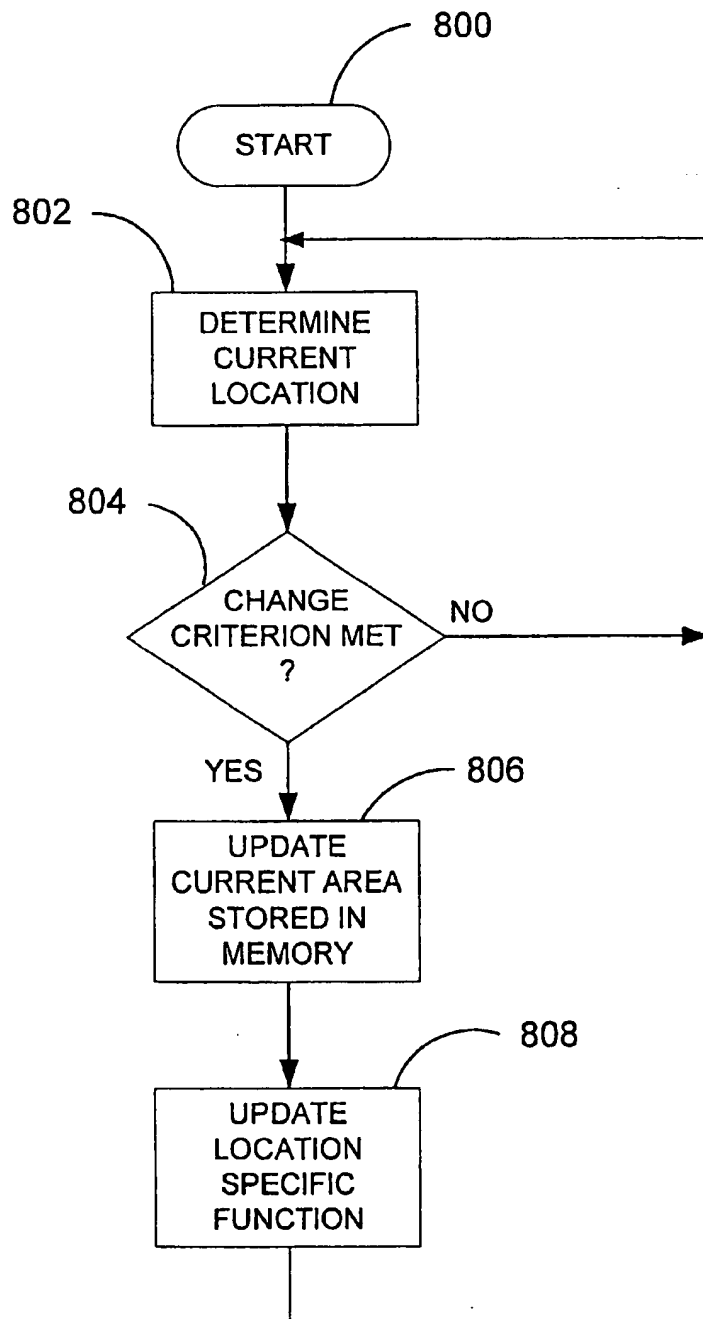 800
START
802
DETERMINE
CURRENT
LOCATION
804
CHANGE
CRITERION MET
?
NO
YES
806
UPDATE
CURRENT AREA
STORED IN
MEMORY
808
UPDATE
LOCATION
SPECIFIC
FUNCTION